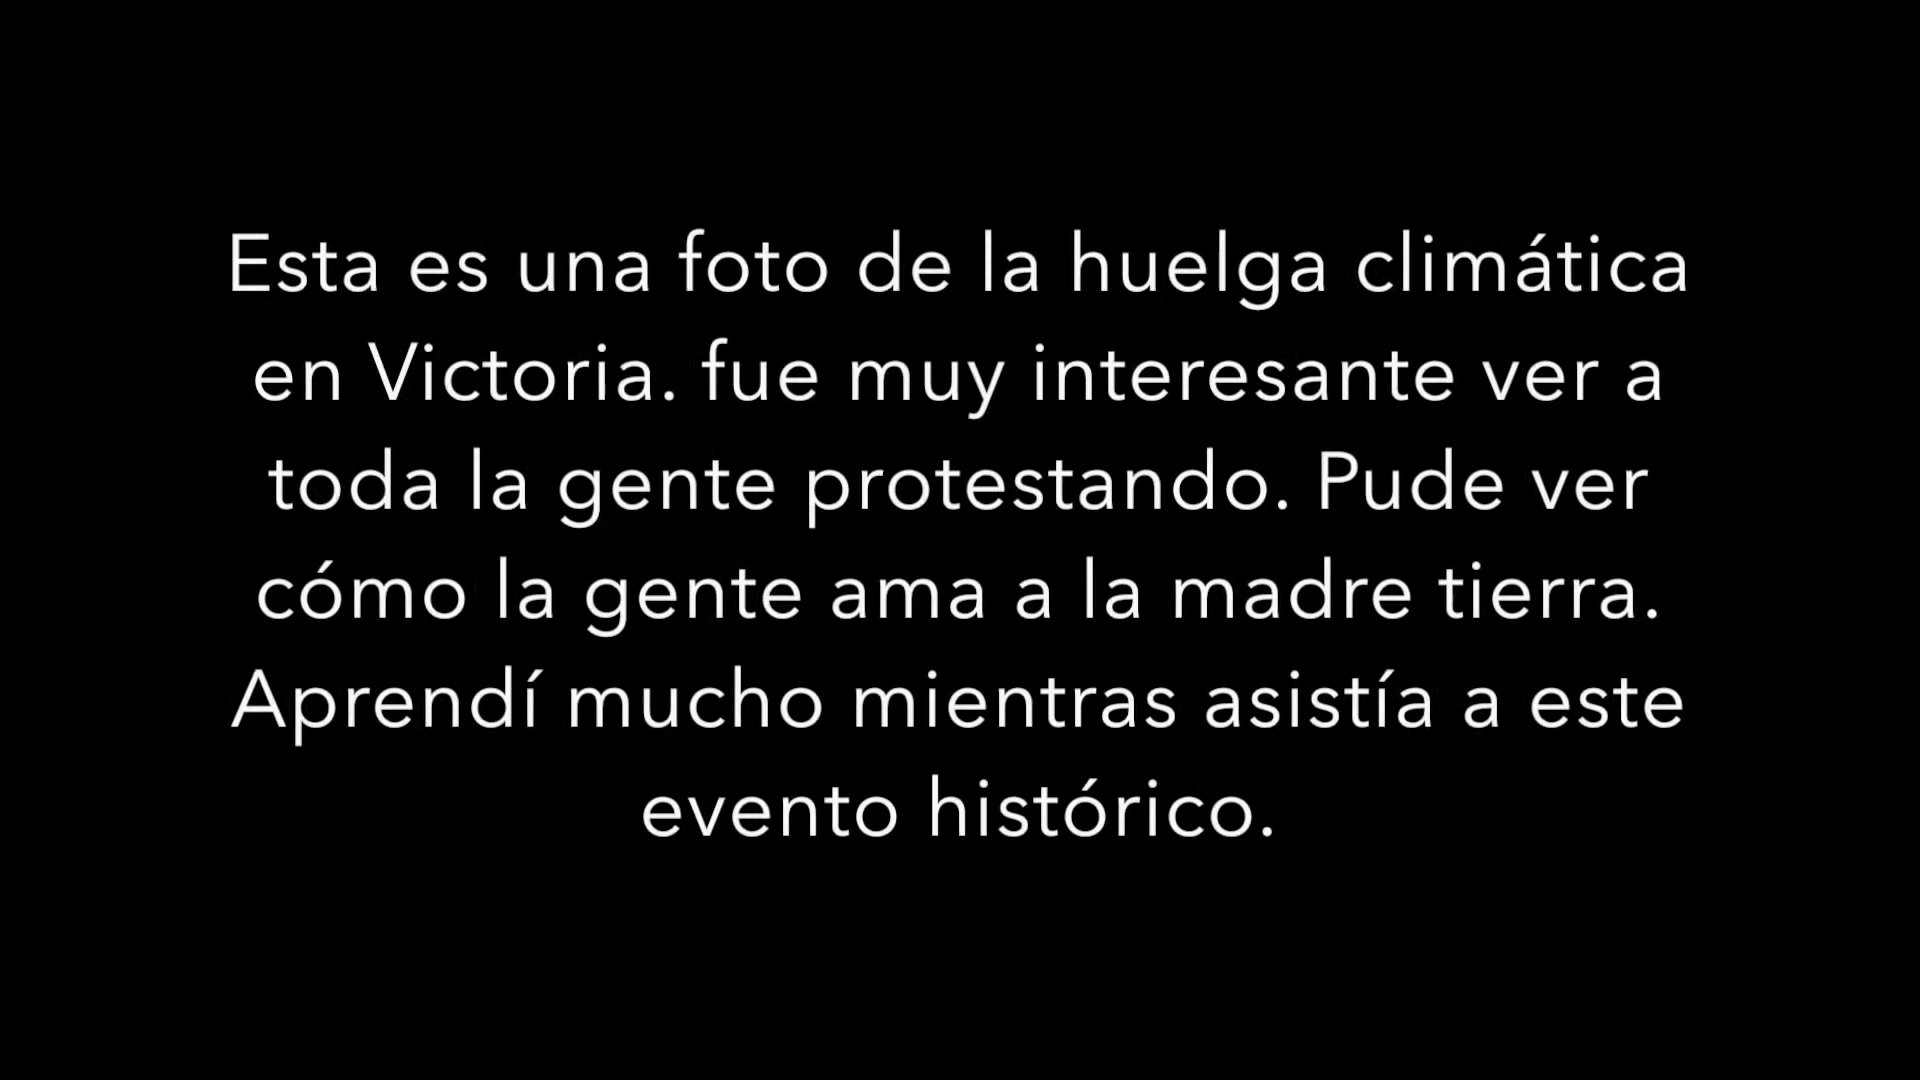 Esta es una foto de la huelga climática
en Victoria. fue muy interesante ver a
toda la gente protestando. Pude ver
cómo la gente ama a la madre tierra.
Aprendí mucho mientras asistía a este
evento histórico.